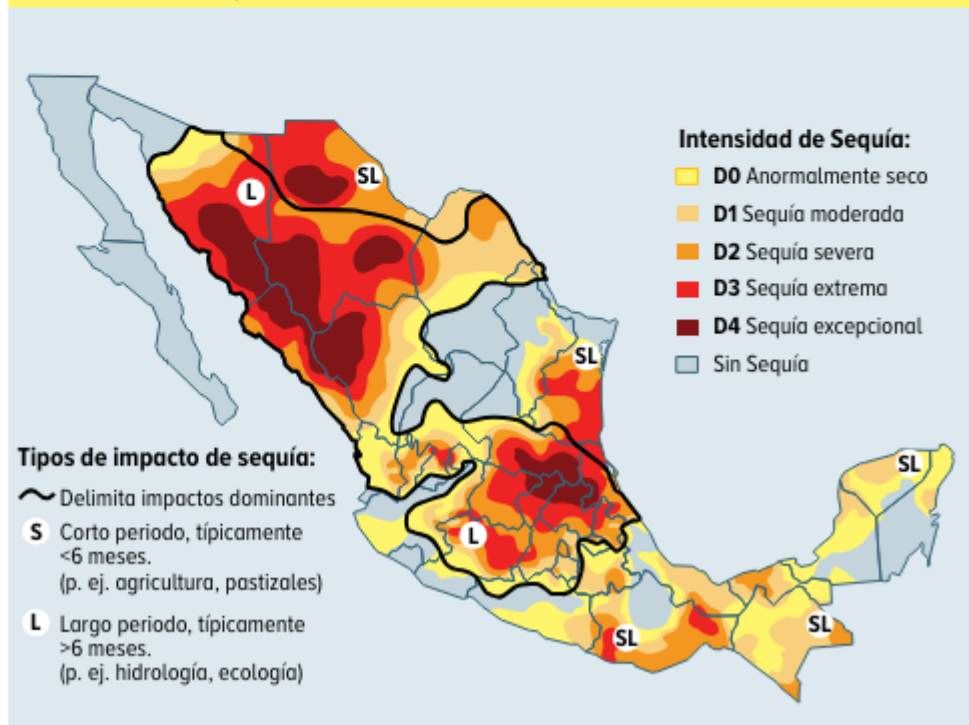 SL
L
Intensidad de Sequía:
D0 Anormalmente seco
D1 Sequía moderada
D2 Sequía severa
D3 Sequía extrema
D4 Sequía excepcional
Sin Sequía
SL
Tipos de impacto de sequía:
Delimita impactos dominantes
S Corto periodo, típicamente
<6 meses.
(p. ej. agricultura, pastizales)
L Largo periodo, típicamente
>6 meses.
(p. ej. hidrología, ecología)
L
SL
SL
SL